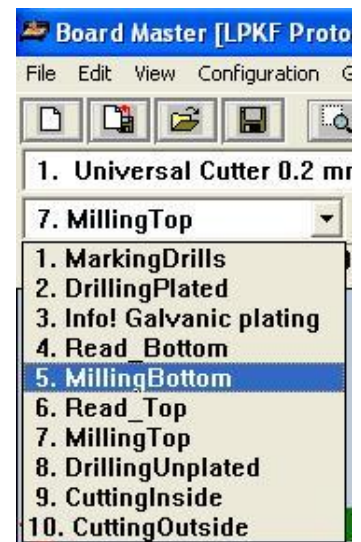 Board Master [LPKF Proto
File Edit View Configuration G
1. Universal Cutter 0.2 mm
7. MillingTop
1. MarkingDrills
2. DrillingPlated
3. Info! Galvanic plating
4. Read_Bottom
5. MillingBottom
6. Read_Top
7. MillingTop
8. DrillingUnplated
9. CuttingInside
10. CuttingOutside